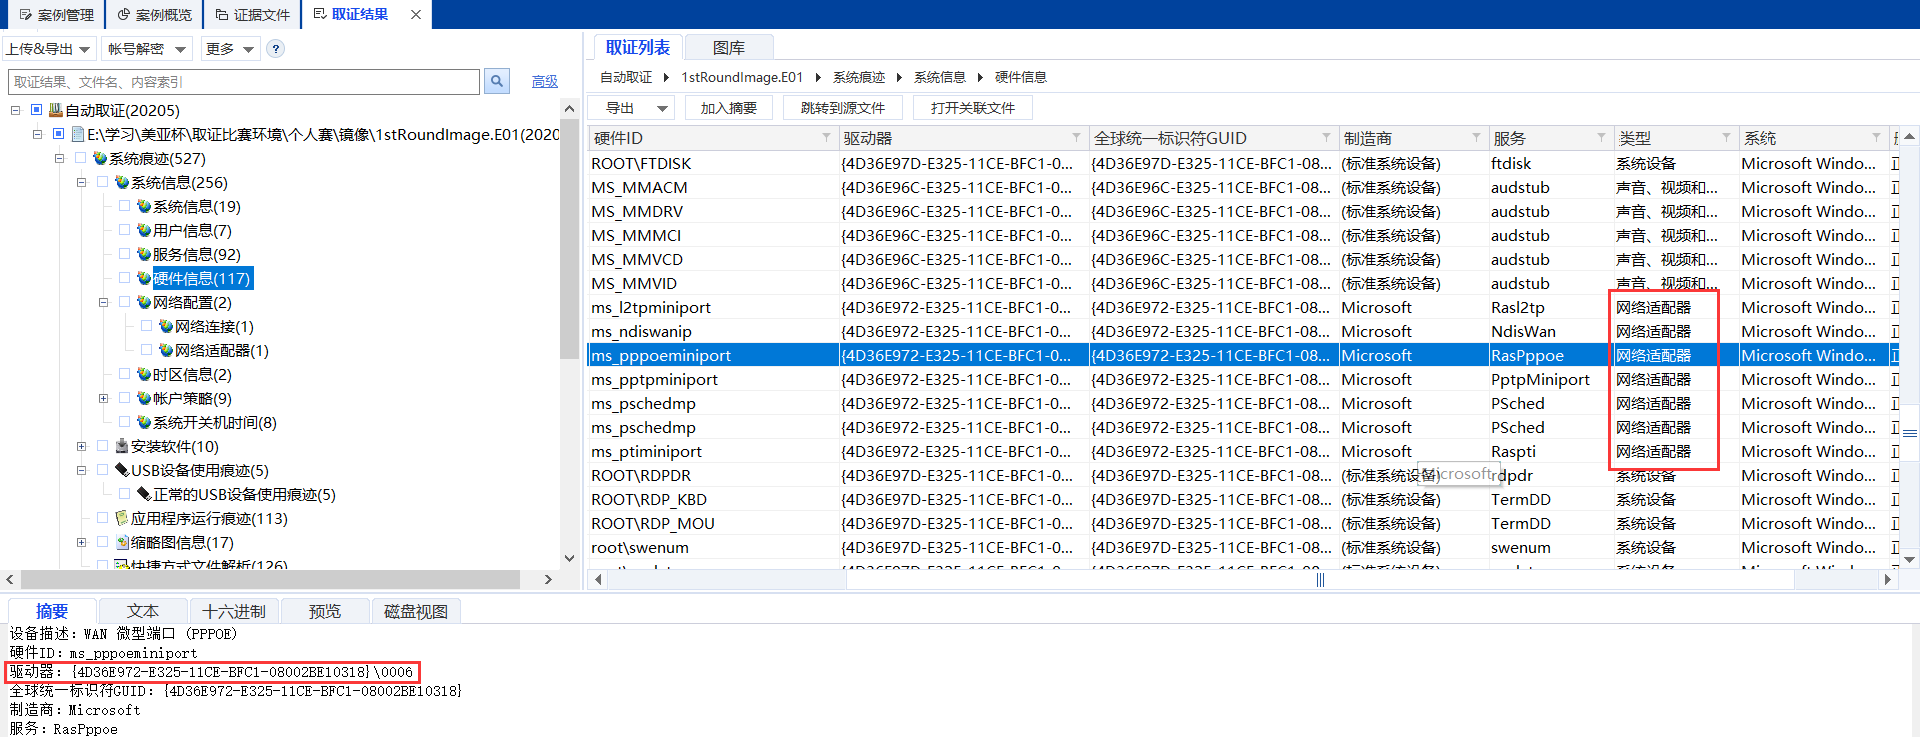 案例管理 案例概览 证据文件 取证结果
上传&导出 帐号解密 更多 ?
取证结果、文件名、内容索引 高级
自动取证(20205)
E:\学习\美亚杯\取证比赛环境\个人赛\镜像\1stRoundImage.E01(2020
系统痕迹(527)
系统信息(256)
系统信息(19)
用户信息(7)
服务信息(92)
硬件信息(117)
网络配置(2)
网络连接(1)
网络适配器(1)
时区信息(2)
帐户策略(9)
系统开关机时间(8)
安装软件(10)
USB设备使用痕迹(5)
正常的USB设备使用痕迹(5)
应用程序运行痕迹(113)
缩略图信息(17)
快捷方式文件解析(126)
取证列表 图库
自动取证 1stRoundImage.E01 系统痕迹 系统信息 硬件信息
导出 加入摘要 跳转到源文件 打开关联文件
硬件ID 驱动器 全球统一标识符GUID 制造商 服务 类型 系统
ROOT\FTDISK {4D36E97D-E325-11CE-BFC1-0... {4D36E97D-E325-11CE-BFC1-08... (标准系统设备) ftdisk 系统设备 Microsoft Windo...
MS_MMACM {4D36E96C-E325-11CE-BFC1-0... {4D36E96C-E325-11CE-BFC1-08... (标准系统设备) audstub 声音、视频和... Microsoft Windo...
MS_MMDRV {4D36E96C-E325-11CE-BFC1-0... {4D36E96C-E325-11CE-BFC1-08... (标准系统设备) audstub 声音、视频和... Microsoft Windo...
MS_MMMCI {4D36E96C-E325-11CE-BFC1-0... {4D36E96C-E325-11CE-BFC1-08... (标准系统设备) audstub 声音、视频和... Microsoft Windo...
MS_MMVCD {4D36E96C-E325-11CE-BFC1-0... {4D36E96C-E325-11CE-BFC1-08... (标准系统设备) audstub 声音、视频和... Microsoft Windo...
MS_MMVID {4D36E96C-E325-11CE-BFC1-0... {4D36E96C-E325-11CE-BFC1-08... (标准系统设备) audstub 声音、视频和... Microsoft Windo...
ms_l2tpminiport {4D36E972-E325-11CE-BFC1-0... {4D36E972-E325-11CE-BFC1-08... Microsoft Rasl2tp 网络适配器 Microsoft Windo...
ms_ndiswanip {4D36E972-E325-11CE-BFC1-0... {4D36E972-E325-11CE-BFC1-08... Microsoft NdisWan 网络适配器 Microsoft Windo...
ms_pppoeminiport {4D36E972-E325-11CE-BFC1-0... {4D36E972-E325-11CE-BFC1-08... Microsoft RasPppoe 网络适配器 Microsoft Windo...
ms_pptpminiport {4D36E972-E325-11CE-BFC1-0... {4D36E972-E325-11CE-BFC1-08... Microsoft PptpMiniport 网络适配器 Microsoft Windo...
ms_pschedmp {4D36E972-E325-11CE-BFC1-0... {4D36E972-E325-11CE-BFC1-08... Microsoft PSched 网络适配器 Microsoft Windo...
ms_pschedmp {4D36E972-E325-11CE-BFC1-0... {4D36E972-E325-11CE-BFC1-08... Microsoft PSched 网络适配器 Microsoft Windo...
ms_ptiminiport {4D36E972-E325-11CE-BFC1-0... {4D36E972-E325-11CE-BFC1-08... Microsoft Raspti 网络适配器 Microsoft Windo...
ROOT\RDPDR {4D36E97D-E325-11CE-BFC1-0... {4D36E97D-E325-11CE-BFC1-08... (标准系统设备) rdpdr 系统设备 Microsoft Windo...
ROOT\RDP_KBD {4D36E97D-E325-11CE-BFC1-0... {4D36E97D-E325-11CE-BFC1-08... (标准系统设备) TermDD 系统设备 Microsoft Windo...
ROOT\RDP_MOU {4D36E97D-E325-11CE-BFC1-0... {4D36E97D-E325-11CE-BFC1-08... (标准系统设备) TermDD 系统设备 Microsoft Windo...
root\swenum {4D36E97D-E325-11CE-BFC1-0... {4D36E97D-E325-11CE-BFC1-08... (标准系统设备) swenum 系统设备 Microsoft Windo...
摘要 文本 十六进制 预览 磁盘视图
设备描述：WAN 微型端口 (PPPOE)
硬件ID：ms_pppoeminiport
驱动器：{4D36E972-E325-11CE-BFC1-08002BE10318}\0006
全球统一标识符GUID：{4D36E972-E325-11CE-BFC1-08002BE10318}
制造商：Microsoft
服务：RasPppoe